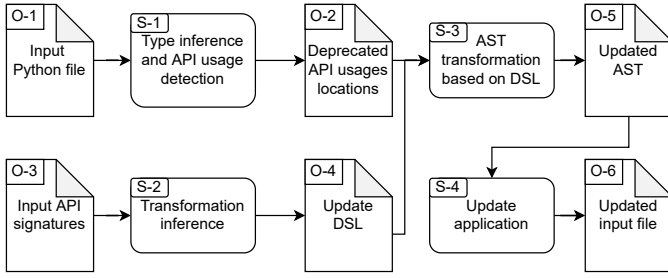 O-1
Input
Python file
S-1
Type inference
and API usage
detection
O-2
Deprecated
API usages
locations
S-3
AST
transformation
based on DSL
O-5
Updated
AST
O-3
Input API
signatures
S-2
Transformation
inference
O-4
Update
DSL
S-4
Update
application
O-6
Updated
input file